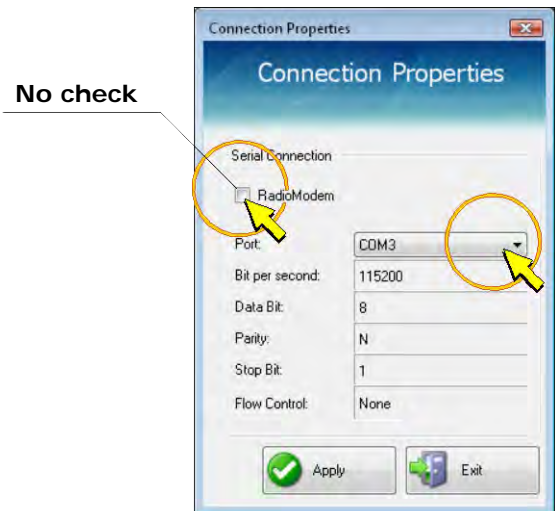 Connection Properties
Connection Properties
No check
Serial Connection
RadioModem
Port: COM3
Bit per second: 115200
Data Bit: 8
Parity: N
Stop Bit: 1
Flow Control: None
Apply Exit